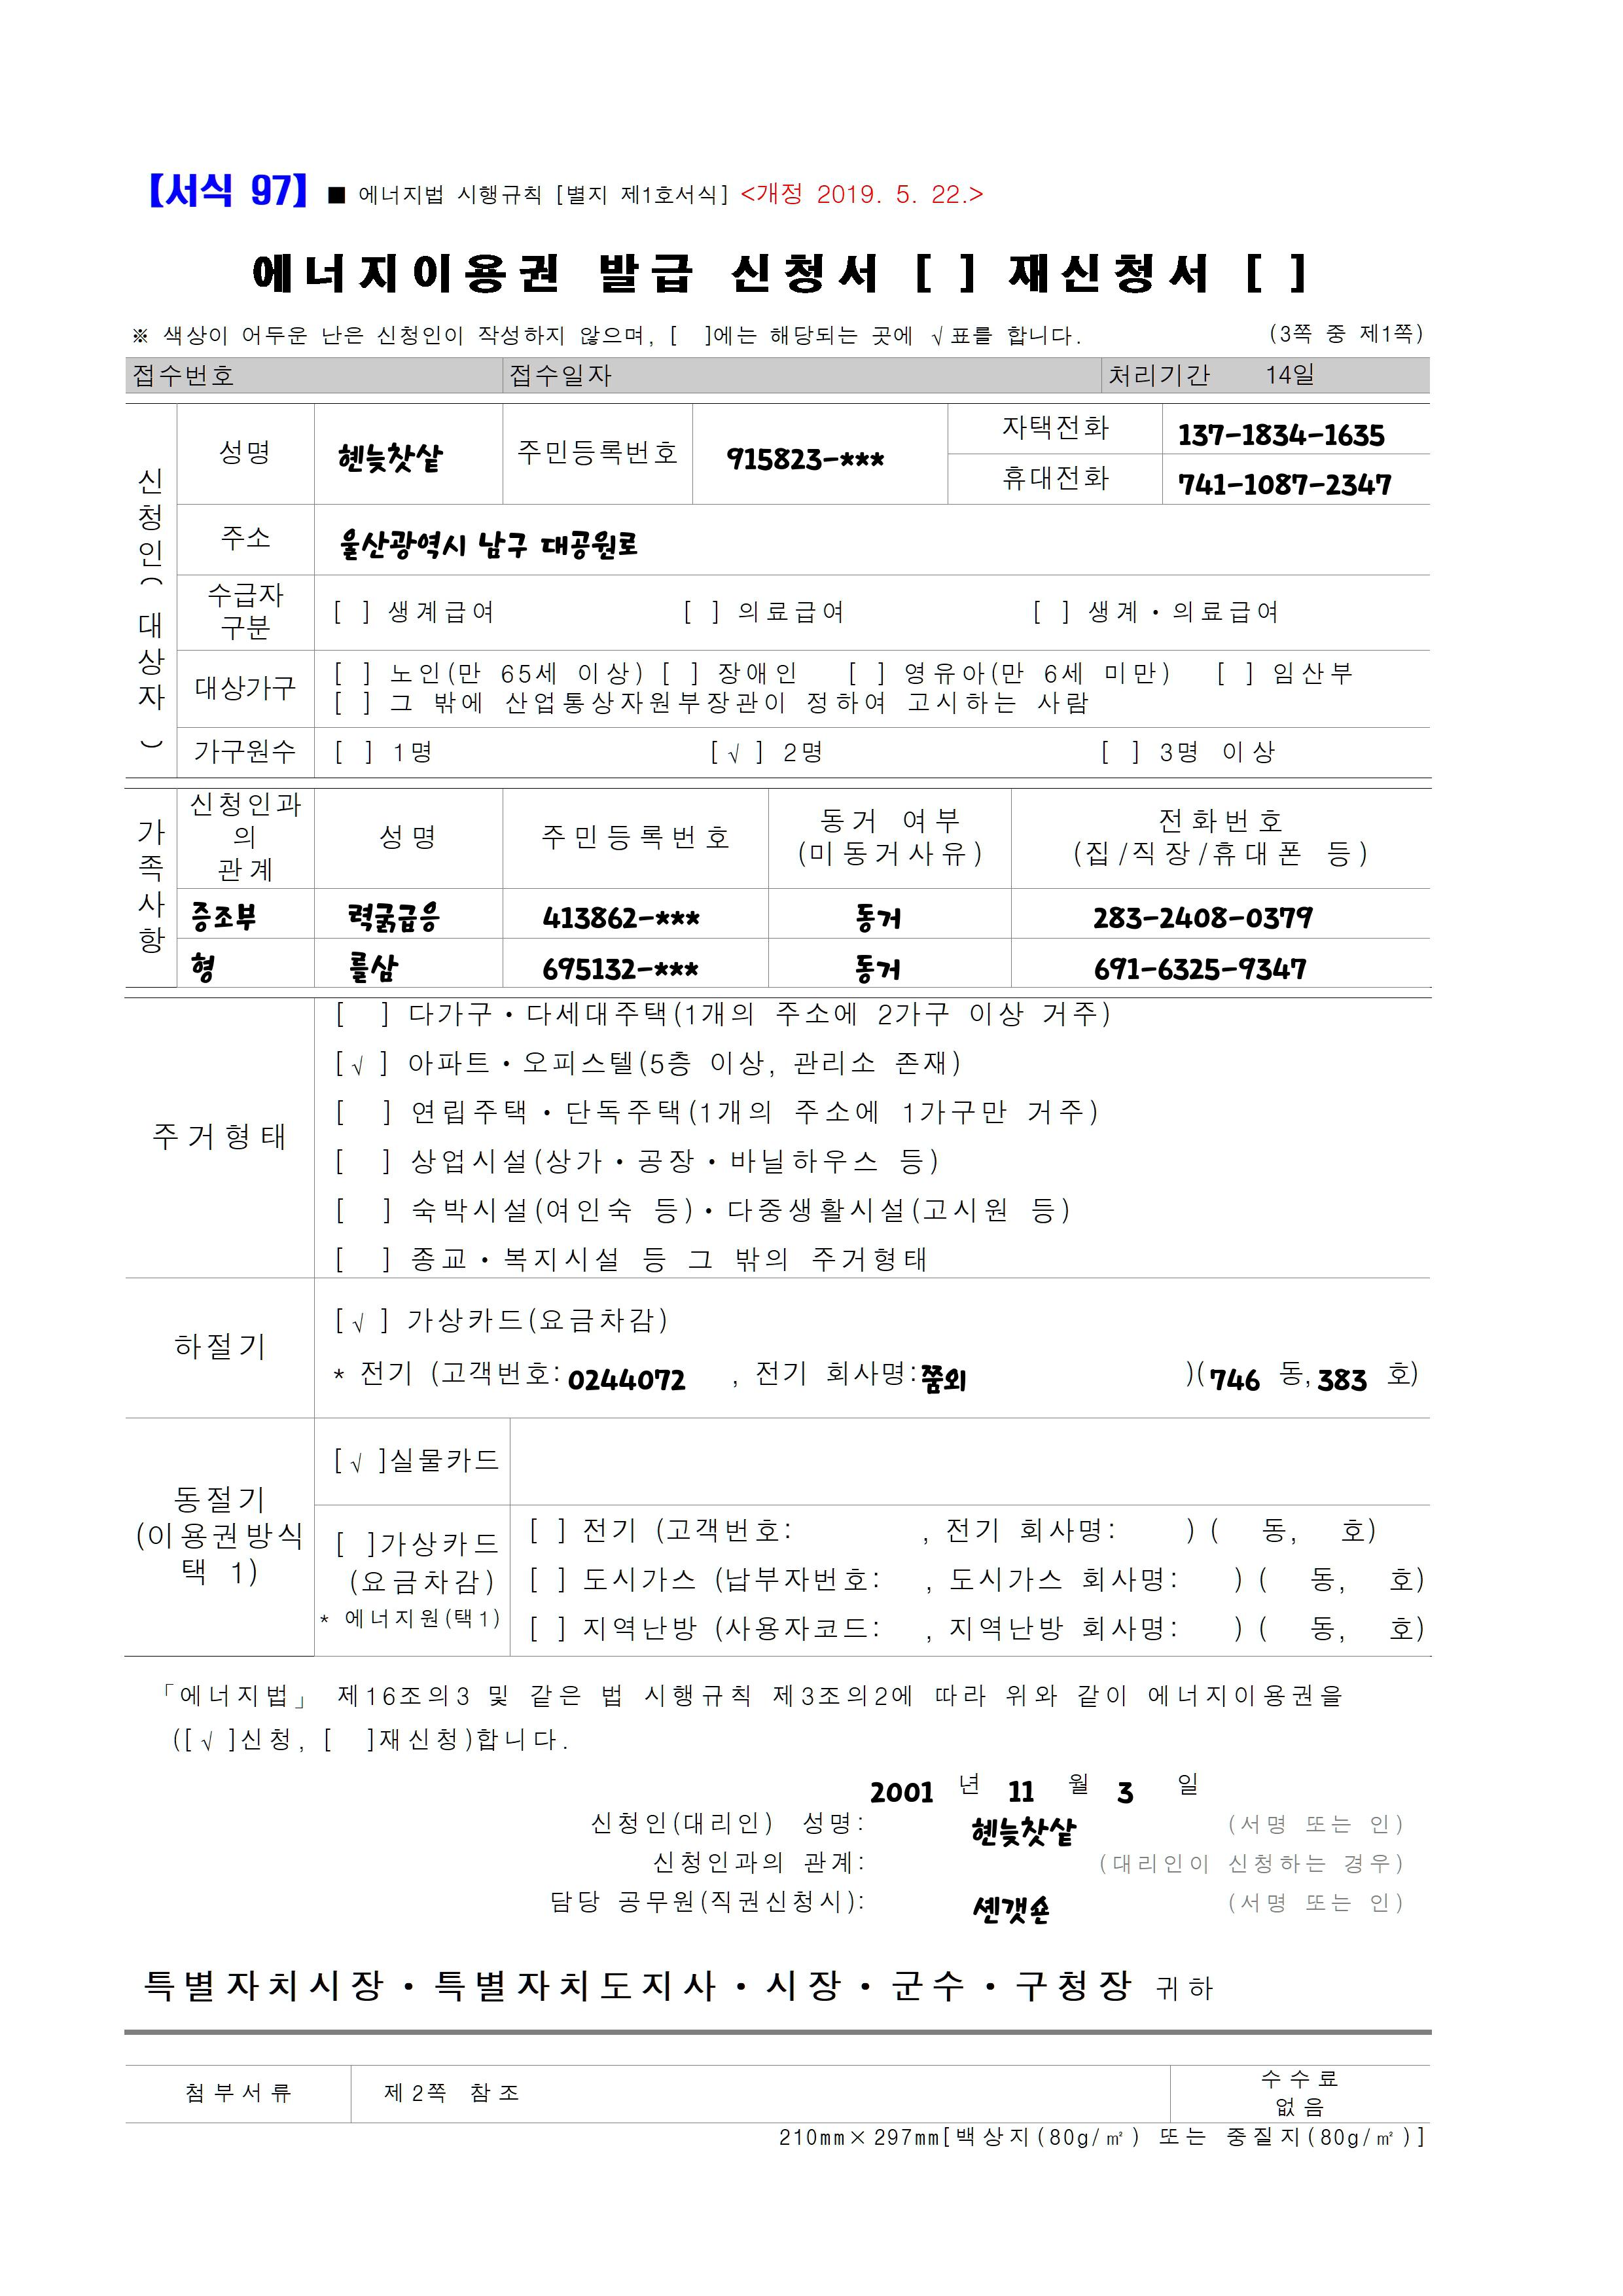 【서식 97】 ■ 에너지법 시행규칙 [별지 제1호서식] <개정 2019. 5. 22.>
에너지이용권 발급 신청서 [ ] 재신청서 [ ]
※ 색상이 어두운 난은 신청인이 작성하지 않으며, [ ]에는 해당되는 곳에 √표를 합니다. (3쪽 중 제1쪽)
접수번호 접수일자 처리기간 14일
신청인(대상자)
성명 헨늦찻샅 주민등록번호 915823-*** 자택전화 137-1834-1635
휴대전화 741-1087-2347
주소 울산광역시 남구 대공원로
수급자 구분 [ ] 생계급여 [ ] 의료급여 [ ] 생계・의료급여
대상가구 [ ] 노인(만 65세 이상) [ ] 장애인 [ ] 영유아(만 6세 미만) [ ] 임산부
[ ] 그 밖에 산업통상자원부장관이 정하여 고시하는 사람
가구원수 [ ] 1명 [√] 2명 [ ] 3명 이상
가족사항
신청인과의 관계 성명 주민등록번호 동거 여부 (미동거사유) 전화번호 (집/직장/휴대폰 등)
증조부 력굵급응 413862-*** 동거 283-2408-0379
형 를삼 695132-*** 동거 691-6325-9347
주거형태
[ ] 다가구・다세대주택(1개의 주소에 2가구 이상 거주)
[√] 아파트・오피스텔(5층 이상, 관리소 존재)
[ ] 연립주택・단독주택(1개의 주소에 1가구만 거주)
[ ] 상업시설(상가・공장・바닐하우스 등)
[ ] 숙박시설(여인숙 등)・다중생활시설(고시원 등)
[ ] 종교・복지시설 등 그 밖의 주거형태
하절기
[√] 가상카드(요금차감)
* 전기 (고객번호: 0244072 , 전기 회사명: 쭘외 )( 746 동, 383 호)
동절기
(이용권방식 택 1)
[√]실물카드
[ ]가상카드
(요금차감)
* 에너지원(택1)
[ ] 전기 (고객번호: , 전기 회사명: ) ( 동, 호)
[ ] 도시가스 (납부자번호: , 도시가스 회사명: ) ( 동, 호)
[ ] 지역난방 (사용자코드: , 지역난방 회사명: ) ( 동, 호)
「에너지법」 제16조의3 및 같은 법 시행규칙 제3조의2에 따라 위와 같이 에너지이용권을
([√]신청, [ ]재신청)합니다.
2001 년 11 월 3 일
신청인(대리인) 성명: 헨늦찻샅 (서명 또는 인)
신청인과의 관계: (대리인이 신청하는 경우)
담당 공무원(직권신청시): 셴갯숀 (서명 또는 인)
특별자치시장・특별자치도지사・시장・군수・구청장 귀하
첨부서류 제2쪽 참조 수수료 없음
210mm×297mm[백상지(80g/㎡) 또는 중질지(80g/㎡)]